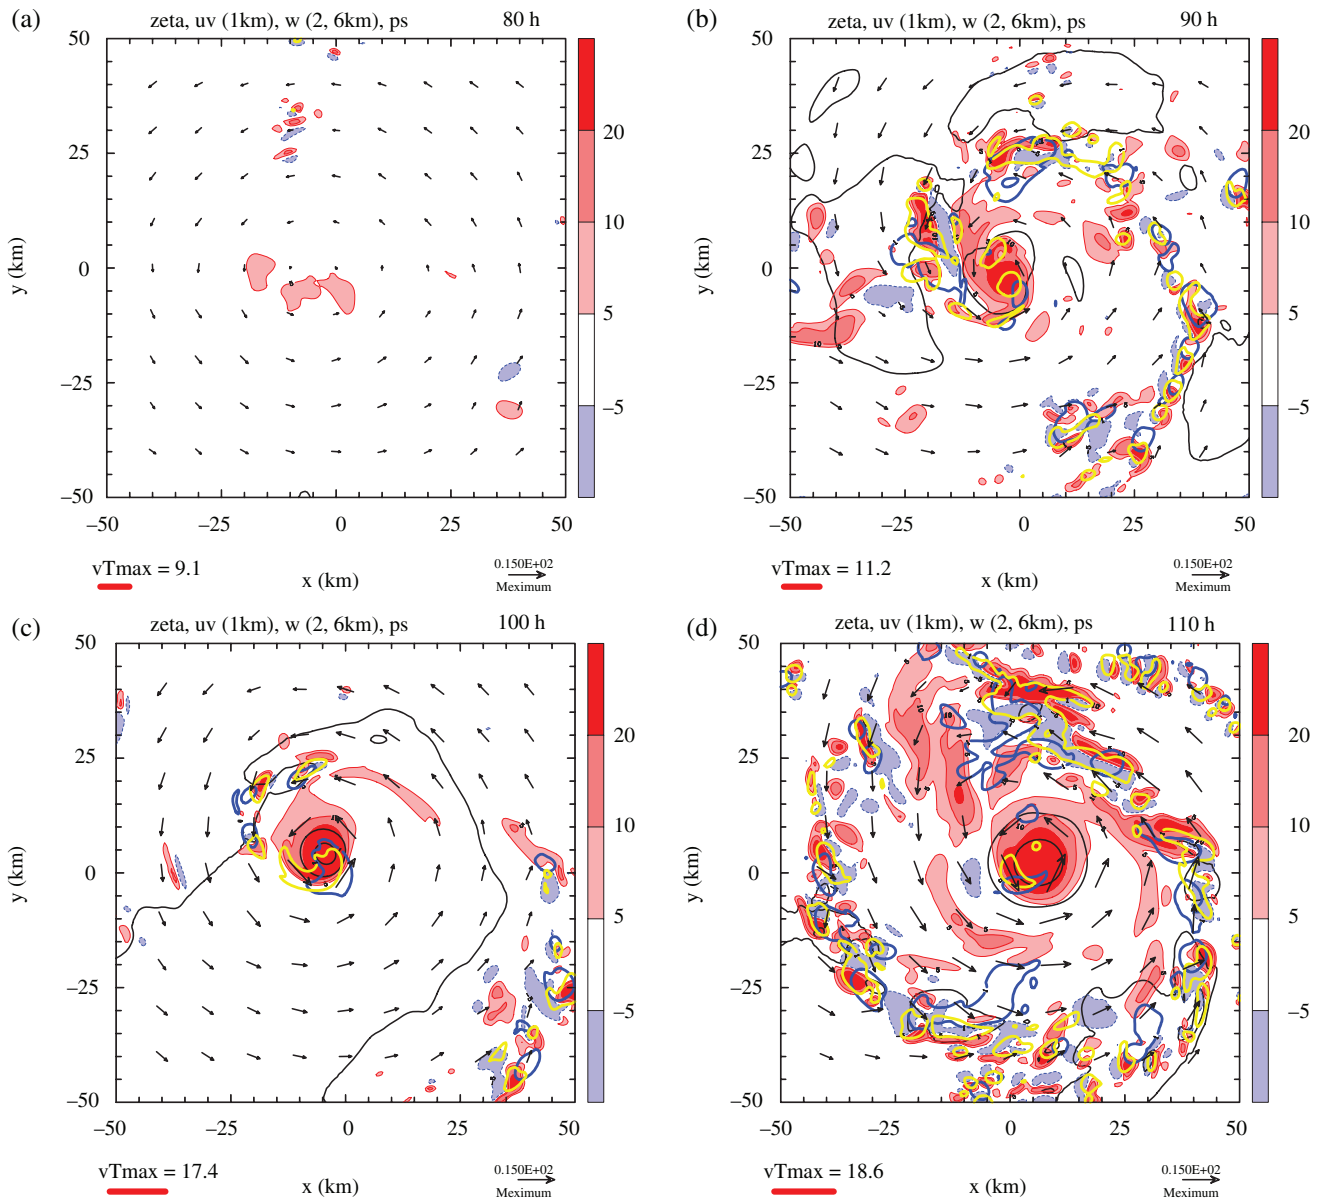 (a) zeta, uv (1km), w (2, 6km), ps 80 h
50
25
0
−25
−50
y (km)
−50 −25 0 25 50
x (km)
20
10
5
−5
vTmax = 9.1
0.150E+02
Meximum
(b) zeta, uv (1km), w (2, 6km), ps 90 h
50
25
0
−25
−50
y (km)
−50 −25 0 25 50
x (km)
20
10
5
−5
vTmax = 11.2
0.150E+02
Meximum
(c) zeta, uv (1km), w (2, 6km), ps 100 h
50
25
0
−25
−50
y (km)
−50 −25 0 25 50
x (km)
20
10
5
−5
vTmax = 17.4
0.150E+02
Meximum
(d) zeta, uv (1km), w (2, 6km), ps 110 h
50
25
0
−25
−50
y (km)
−50 −25 0 25 50
x (km)
20
10
5
−5
vTmax = 18.6
0.150E+02
Meximum